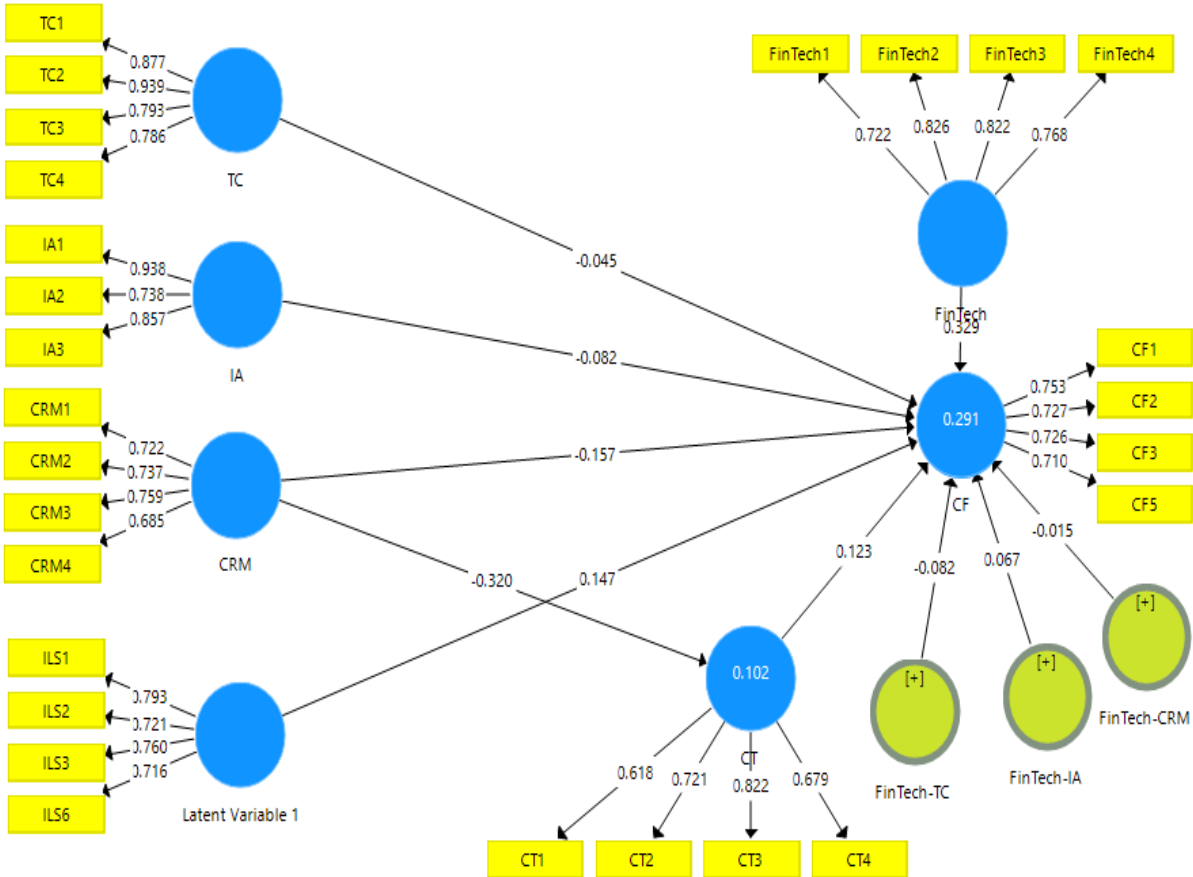 TC1
TC2
TC3
TC4
0.877
0.939
0.793
0.786
TC
IA1
IA2
IA3
0.938
0.738
0.857
IA
CRM1
CRM2
CRM3
CRM4
0.722
0.737
0.759
0.685
CRM
ILS1
ILS2
ILS3
ILS6
0.793
0.721
0.760
0.716
Latent Variable 1
-0.045
-0.082
-0.157
-0.320
0.147
FinTech1
FinTech2
FinTech3
FinTech4
0.722
0.826
0.822
0.768
FinTech
0.329
0.291
CF
CF1
CF2
CF3
CF5
0.753
0.727
0.726
0.710
0.123
-0.082
0.067
-0.015
0.102
CT
0.618
0.721
0.822
0.679
CT1
CT2
CT3
CT4
[+]
FinTech-TC
[+]
FinTech-IA
[+]
FinTech-CRM